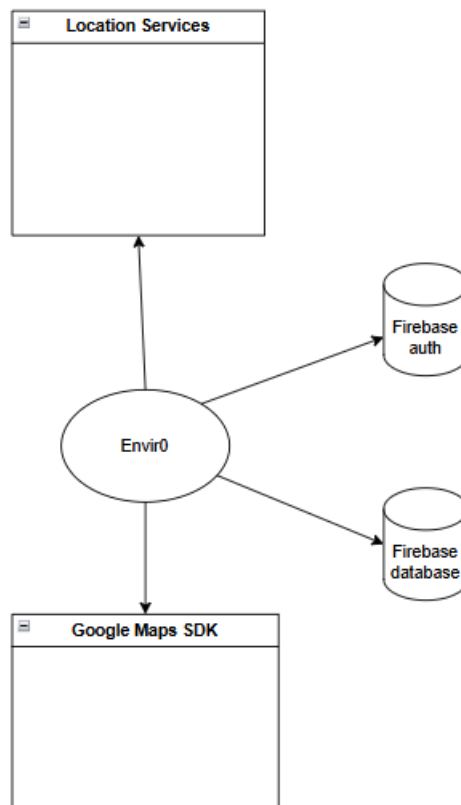 Location Services
Firebase
auth
Envir0
Firebase
database
Google Maps SDK